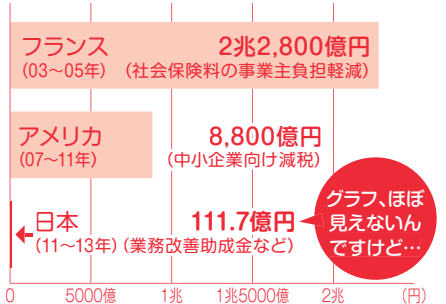 フランス 2兆2,800億円
(03〜05年) (社会保険料の事業主負担軽減)
アメリカ 8,800億円
(07〜11年) (中小企業向け減税)
日本 111.7億円
(11〜13年) (業務改善助成金など)
グラフ、ほぼ
見えないん
ですけど…
0 5000億 1兆 1兆5000億 2兆 (円)